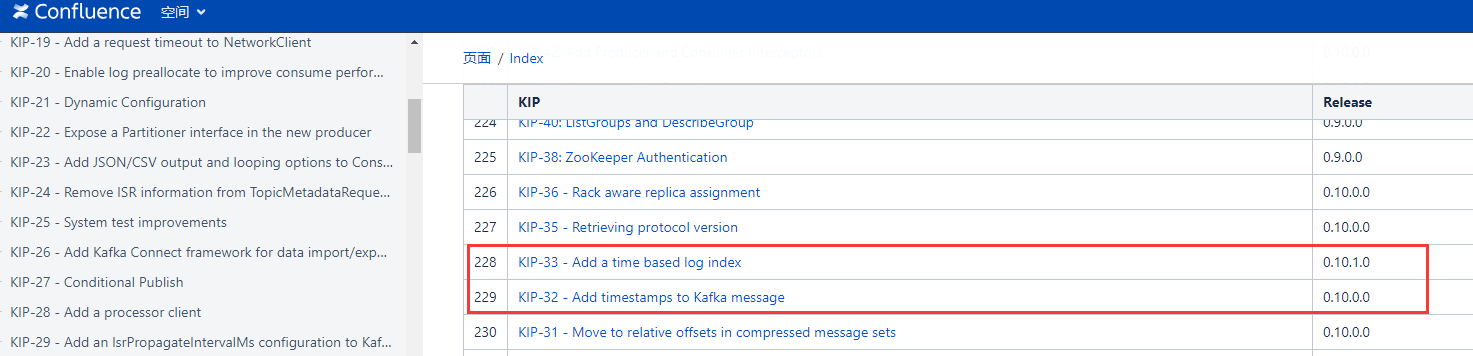 Confluence 空间
KIP-19 - Add a request timeout to NetworkClient
KIP-20 - Enable log preallocate to improve consume perfor...
KIP-21 - Dynamic Configuration
KIP-22 - Expose a Partitioner interface in the new producer
KIP-23 - Add JSON/CSV output and looping options to Cons...
KIP-24 - Remove ISR information from TopicMetadataReque...
KIP-25 - System test improvements
KIP-26 - Add Kafka Connect framework for data import/exp...
KIP-27 - Conditional Publish
KIP-28 - Add a processor client
KIP-29 - Add an IsrPropagateIntervalMs configuration to Kaf...
页面 / Index
KIP Release
224 KIP-40: ListGroups and DescribeGroup 0.9.0.0
225 KIP-38: ZooKeeper Authentication 0.9.0.0
226 KIP-36 - Rack aware replica assignment 0.10.0.0
227 KIP-35 - Retrieving protocol version 0.10.0.0
228 KIP-33 - Add a time based log index 0.10.1.0
229 KIP-32 - Add timestamps to Kafka message 0.10.0.0
230 KIP-31 - Move to relative offsets in compressed message sets 0.10.0.0